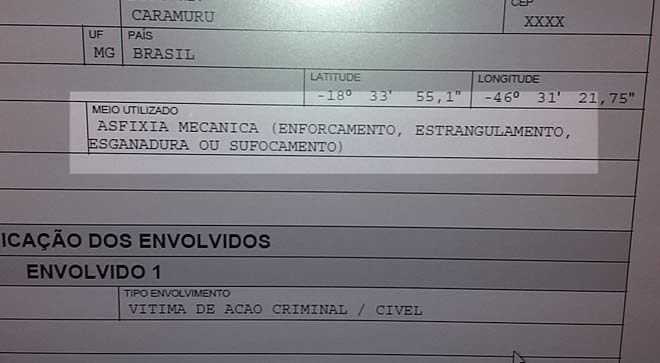 CEP
CARAMURU
XXXX
UF PAÍS
MG BRASIL
LATITUDE LONGITUDE
-18º 33' 55,1" -46º 31' 21,75"
MEIO UTILIZADO
ASFIXIA MECANICA (ENFORCAMENTO, ESTRANGULAMENTO,
ESGANADURA OU SUFOCAMENTO)
ICAÇÃO DOS ENVOLVIDOS
ENVOLVIDO 1
TIPO ENVOLVIMENTO
VITIMA DE ACAO CRIMINAL / CIVEL